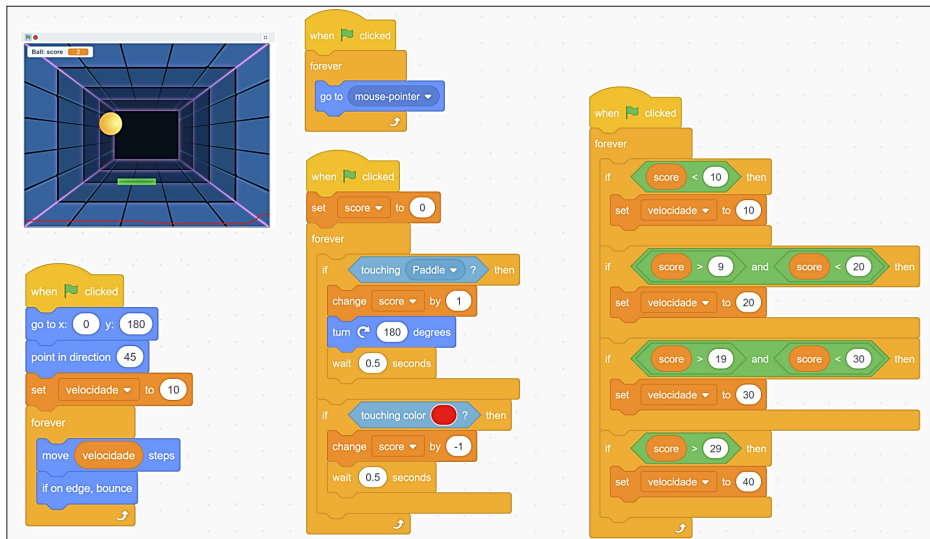 Ball: score 2
when clicked
forever
go to mouse-pointer
when clicked
go to x: 0 y: 180
point in direction 45
set velocidade to 10
forever
move velocidade steps
if on edge, bounce
when clicked
set score to 0
forever
if touching Paddle ? then
change score by 1
turn 180 degrees
wait 0.5 seconds
if touching color ? then
change score by -1
wait 0.5 seconds
when clicked
forever
if score < 10 then
set velocidade to 10
if score > 9 and score < 20 then
set velocidade to 20
if score > 19 and score < 30 then
set velocidade to 30
if score > 29 then
set velocidade to 40